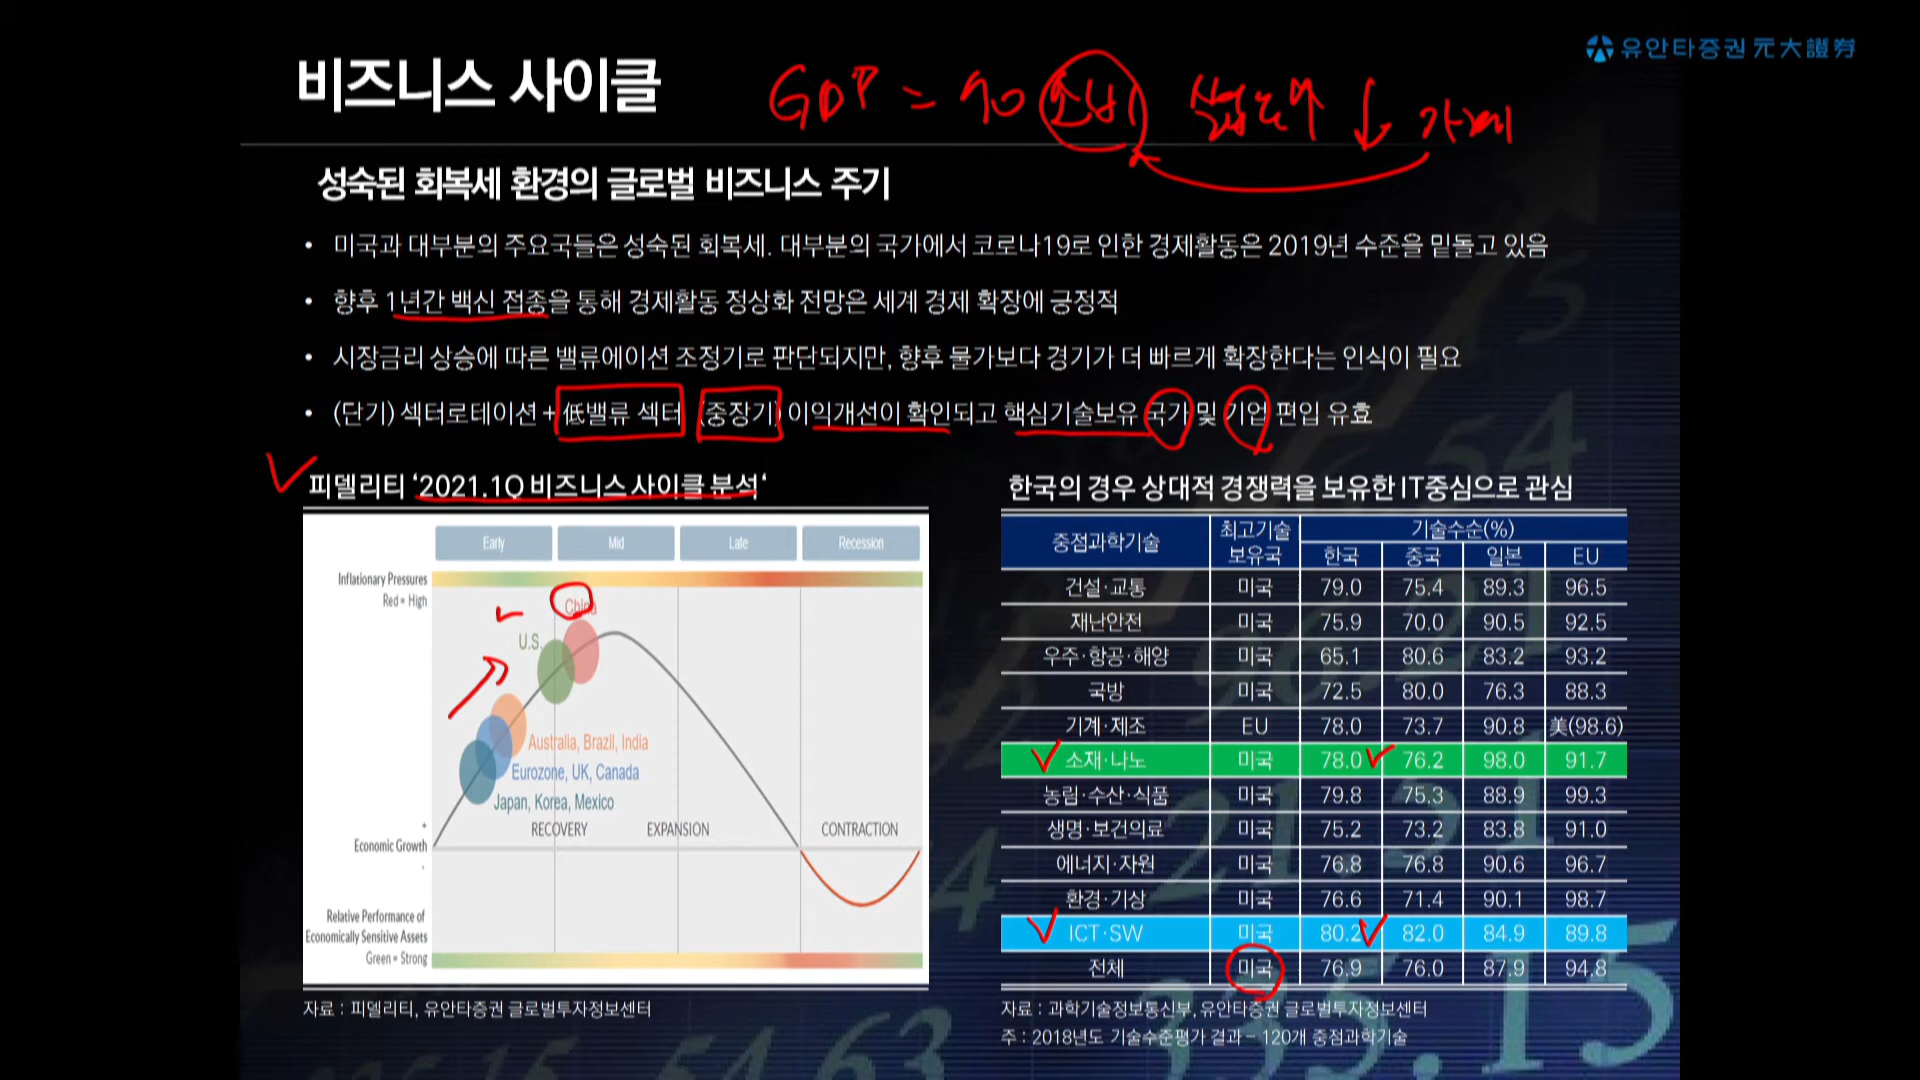 유안타증권 元大證券
비즈니스 사이클
GDP = 90 소비
성숙된 회복세 환경의 글로벌 비즈니스 주기
• 미국과 대부분의 주요국들은 성숙된 회복세. 대부분의 국가에서 코로나19로 인한 경제활동은 2019년 수준을 밑돌고 있음
• 향후 1년간 백신 접종을 통해 경제활동 정상화 전망은 세계 경제 확장에 긍정적
• 시장금리 상승에 따른 밸류에이션 조정기로 판단되지만, 향후 물가보다 경기가 더 빠르게 확장한다는 인식이 필요
• (단기) 섹터로테이션 + 低밸류 섹터 (중장기) 이익개선이 확인되고 핵심기술보유 국가 및 기업 편입 유효
피델리티 ‘2021.1Q 비즈니스 사이클 분석‘
Early Mid Late Recession
Inflationary Pressures
Red = High
China
U.S.
Australia, Brazil, India
Eurozone, UK, Canada
Japan, Korea, Mexico
RECOVERY EXPANSION CONTRACTION
+
Economic Growth
-
Relative Performance of
Economically Sensitive Assets
Green = Strong
자료 : 피델리티, 유안타증권 글로벌투자정보센터
한국의 경우 상대적 경쟁력을 보유한 IT중심으로 관심
중점과학기술 최고기술 보유국 기술수준(%)
한국 중국 일본 EU
건설·교통 미국 79.0 75.4 89.3 96.5
재난안전 미국 75.9 70.0 90.5 92.5
우주·항공·해양 미국 65.1 80.6 83.2 93.2
국방 미국 72.5 80.0 76.3 88.3
기계·제조 EU 78.0 73.7 90.8 美(98.6)
소재·나노 미국 78.0 76.2 98.0 91.7
농림·수산·식품 미국 79.8 75.3 88.9 99.3
생명·보건의료 미국 75.2 73.2 83.8 91.0
에너지·자원 미국 76.8 76.8 90.6 96.7
환경·기상 미국 76.6 71.4 90.1 98.7
ICT·SW 미국 80.2 82.0 84.9 89.8
전체 미국 76.9 76.0 87.9 94.8
자료 : 과학기술정보통신부, 유안타증권 글로벌투자정보센터
주 : 2018년도 기술수준평가 결과 – 120개 중점과학기술